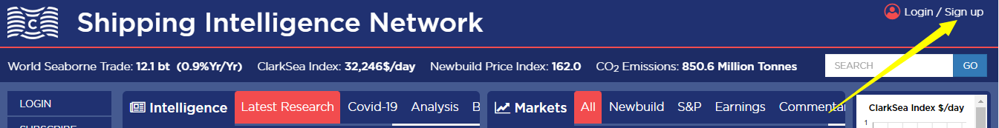 Login / Sign up
C Shipping Intelligence Network
World Seaborne Trade: 12.1 bt (0.9%Yr/Yr) ClarkSea Index: 32,246$/day Newbuild Price Index: 162.0 CO2 Emissions: 850.6 Million Tonnes SEARCH GO
LOGIN Intelligence Latest Research Covid-19 Analysis B Markets All Newbuild S&P Earnings Commentar ClarkSea Index $/day
1
SUBSCRIBE